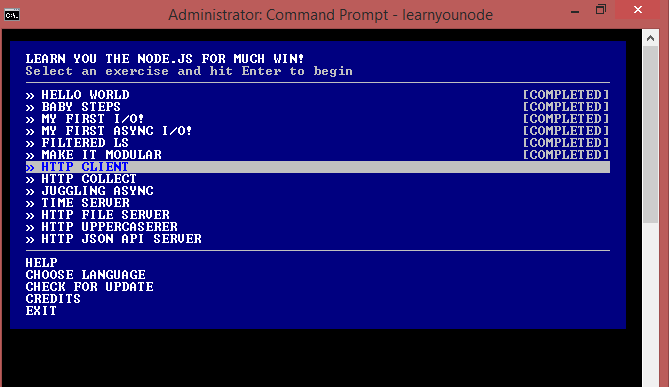 Administrator: Command Prompt - learnyounode
LEARN YOU THE NODE.JS FOR MUCH WIN!
Select an exercise and hit Enter to begin
» HELLO WORLD [COMPLETED]
» BABY STEPS [COMPLETED]
» MY FIRST I/O! [COMPLETED]
» MY FIRST ASYNC I/O! [COMPLETED]
» FILTERED LS [COMPLETED]
» MAKE IT MODULAR [COMPLETED]
» HTTP CLIENT
» HTTP COLLECT
» JUGGLING ASYNC
» TIME SERVER
» HTTP FILE SERVER
» HTTP UPPERCASERER
» HTTP JSON API SERVER
HELP
CHOOSE LANGUAGE
CHECK FOR UPDATE
CREDITS
EXIT